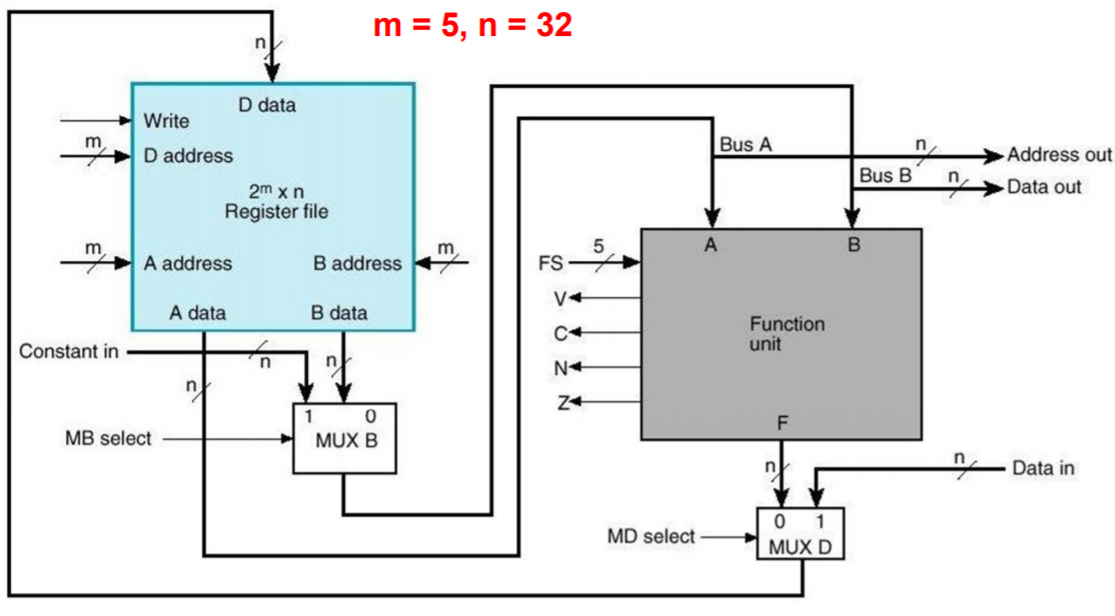 m = 5, n = 32
n
D data
Write
m
D address
2ᵐ x n
Register file
m
A address
B address
m
A data
B data
Constant in
n
n
n
1 0
MUX B
MB select
Bus A
n
Address out
Bus B
n
Data out
A
B
FS
5
V
C
N
Z
Function
unit
F
n
n
Data in
0 1
MUX D
MD select